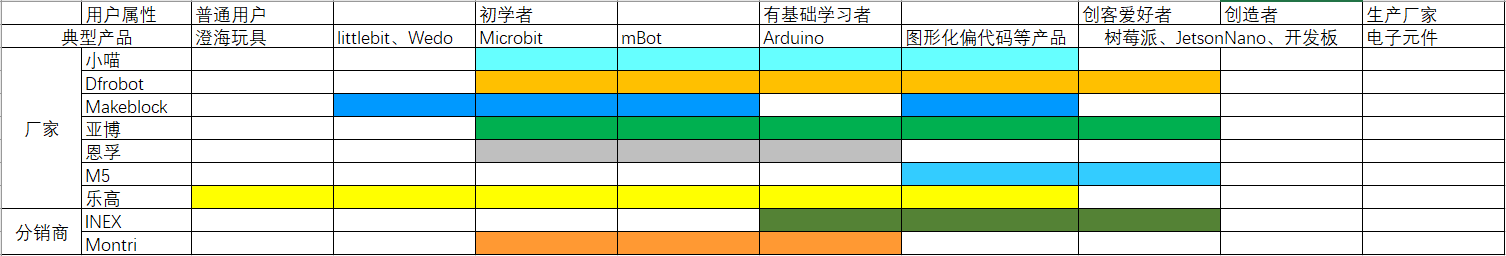 用户属性 普通用户 初学者 有基础学习者 创客爱好者 创造者 生产厂家
典型产品 澄海玩具 littlebit、Wedo Microbit mBot Arduino 图形化偏代码等产品 树莓派、JetsonNano、开发板 电子元件
厂家
小喵
Dfrobot
Makeblock
亚博
恩孚
M5
乐高
分销商
INEX
Montri